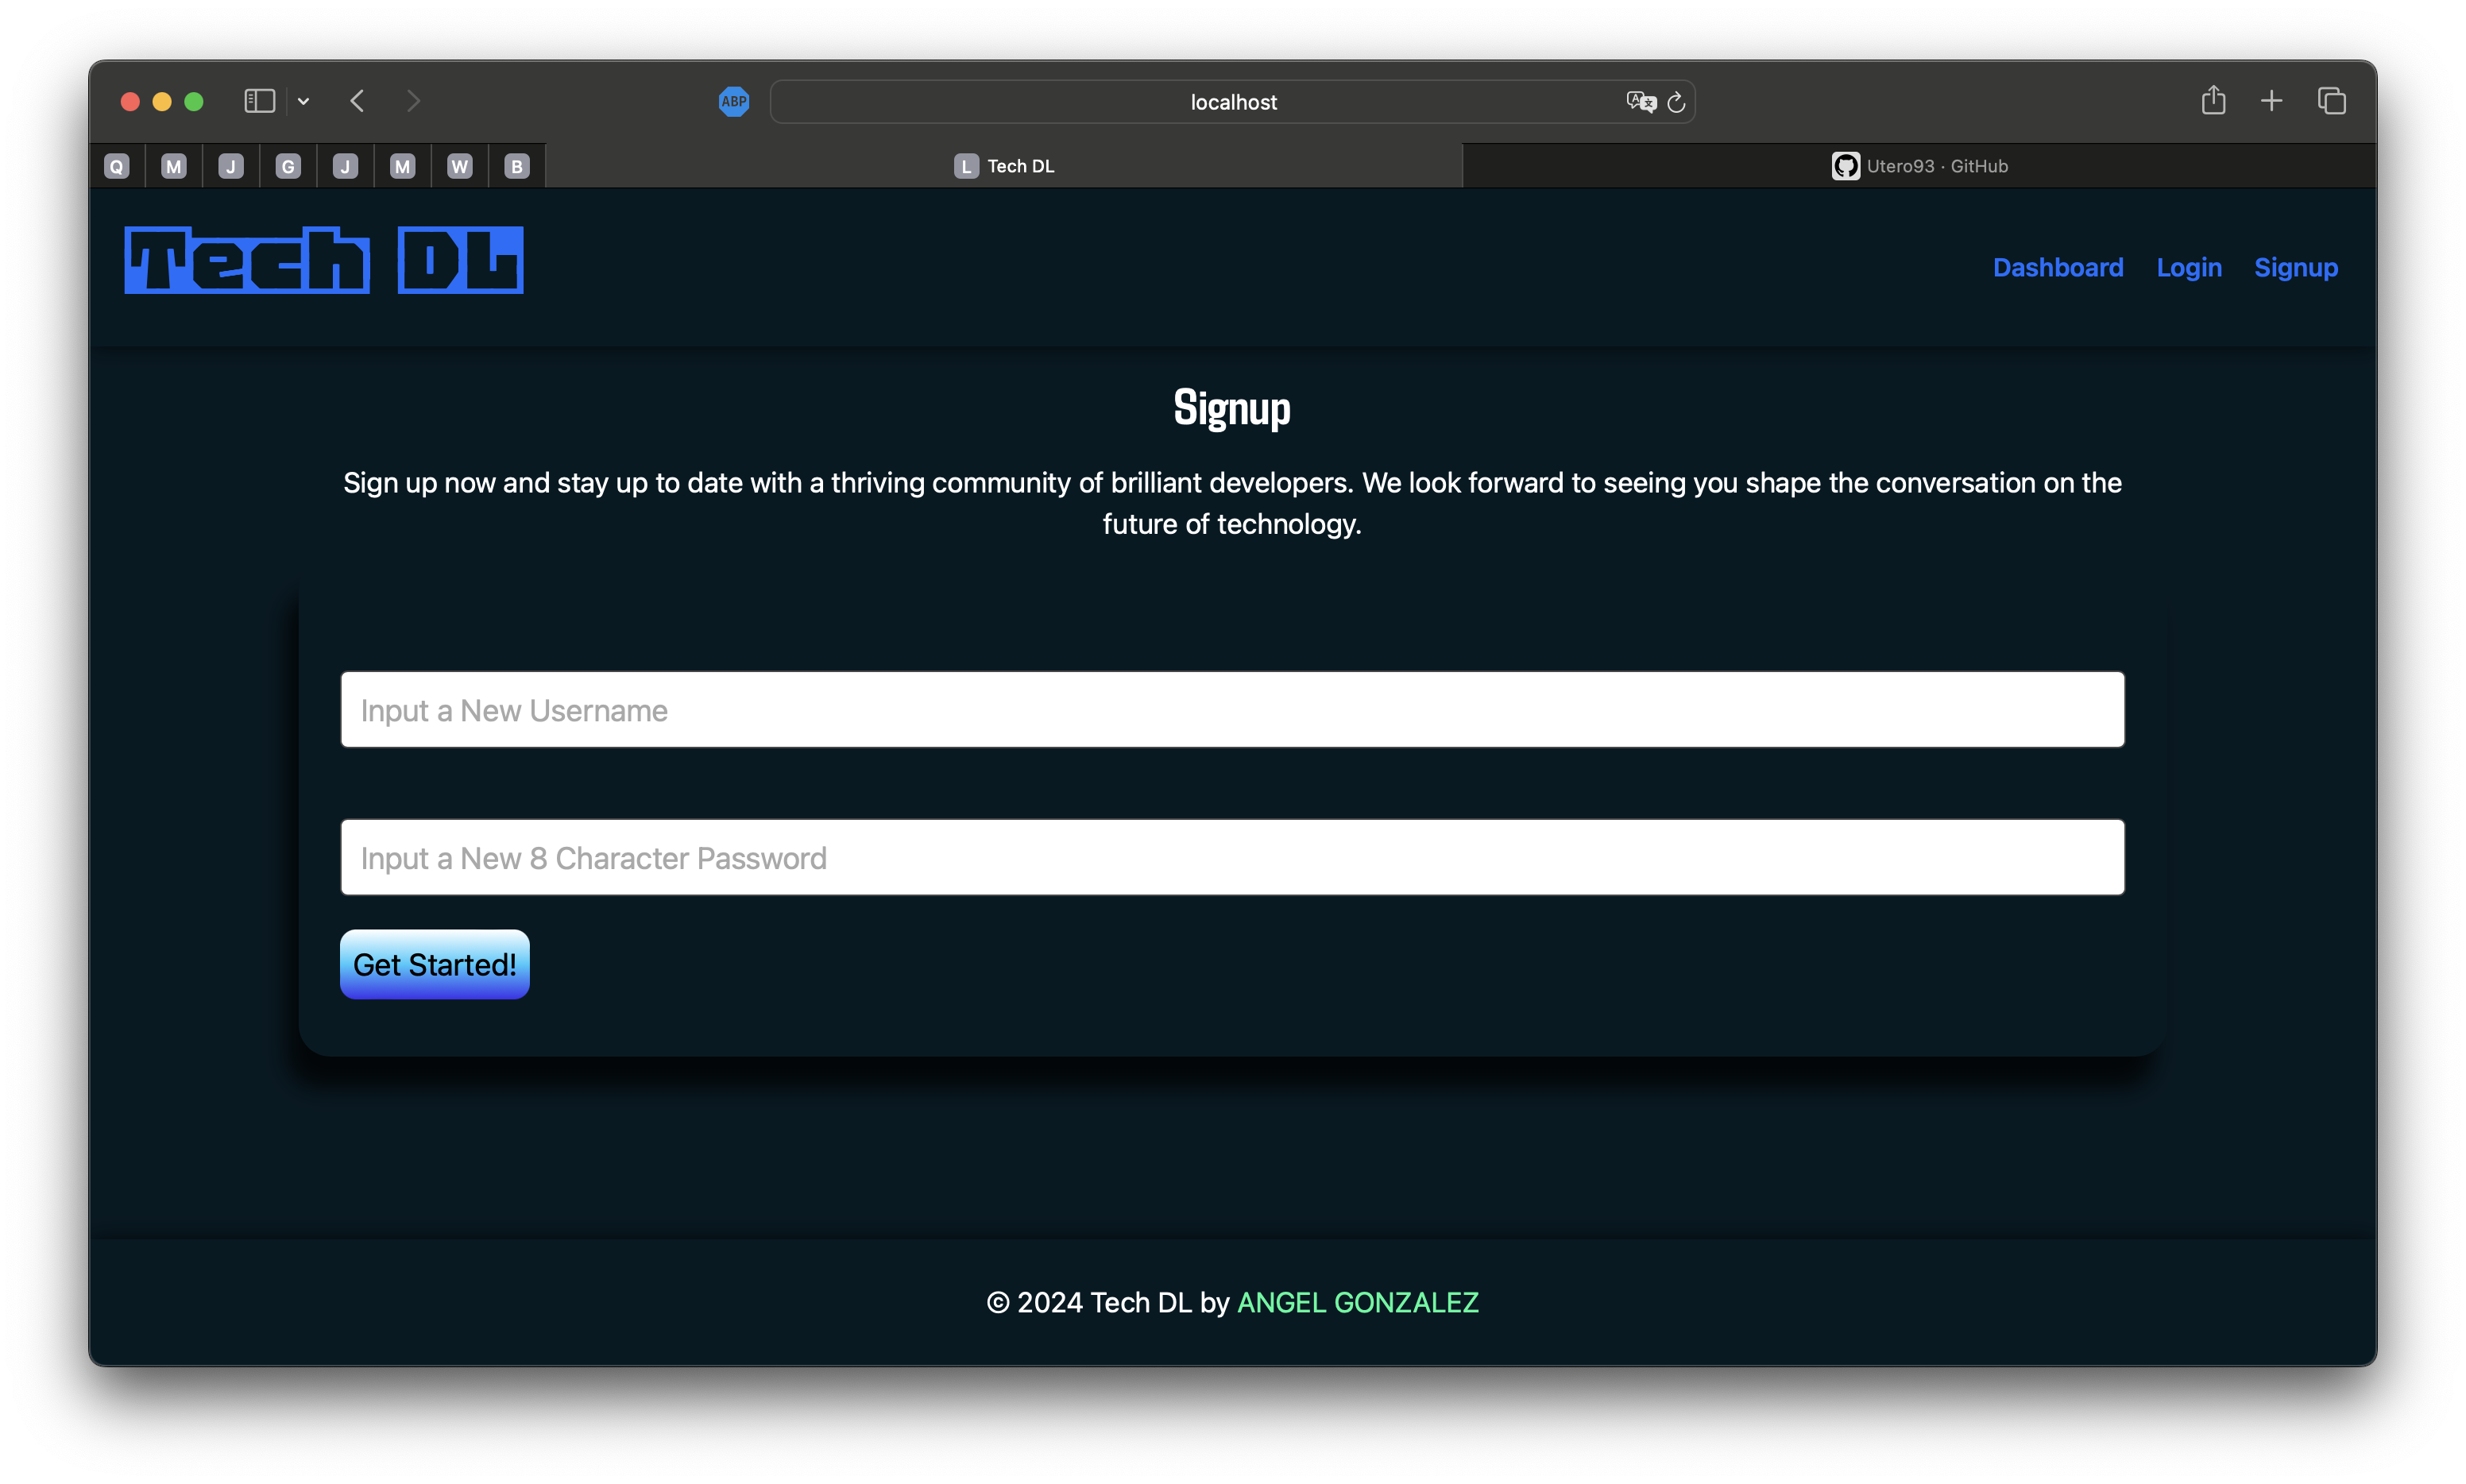 ABP localhost
Q M J G J M W B L Tech DL Utero93 · GitHub
Tech DL
Dashboard Login Signup
Signup
Sign up now and stay up to date with a thriving community of brilliant developers. We look forward to seeing you shape the conversation on the
future of technology.
Input a New Username
Input a New 8 Character Password
Get Started!
© 2024 Tech DL by ANGEL GONZALEZ